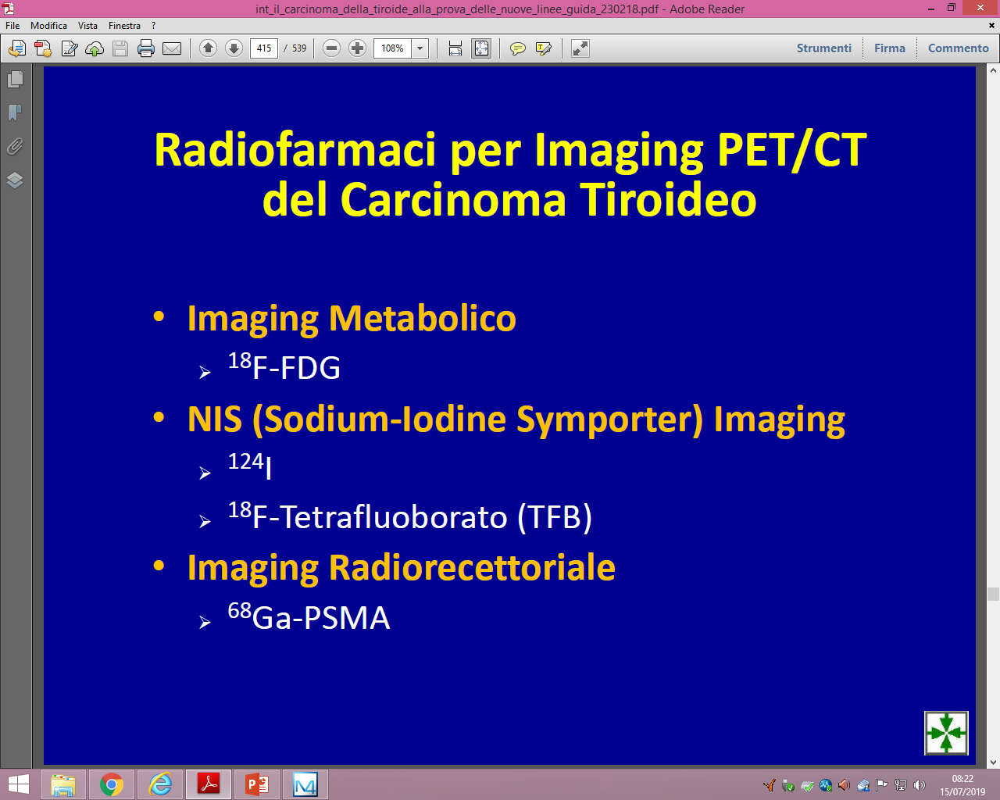 int_il_carcinoma_della_tiroide_alla_prova_delle_nuove_linee_guida_230218.pdf - Adobe Reader
File Modifica Vista Finestra ?
415 / 539 108% Strumenti Firma Commento
Radiofarmaci per Imaging PET/CT
del Carcinoma Tiroideo
• Imaging Metabolico
➢ ¹⁸F-FDG
• NIS (Sodium-Iodine Symporter) Imaging
➢ ¹²⁴I
➢ ¹⁸F-Tetrafluoborato (TFB)
• Imaging Radiorecettoriale
➢ ⁶⁸Ga-PSMA
08:22
15/07/2019